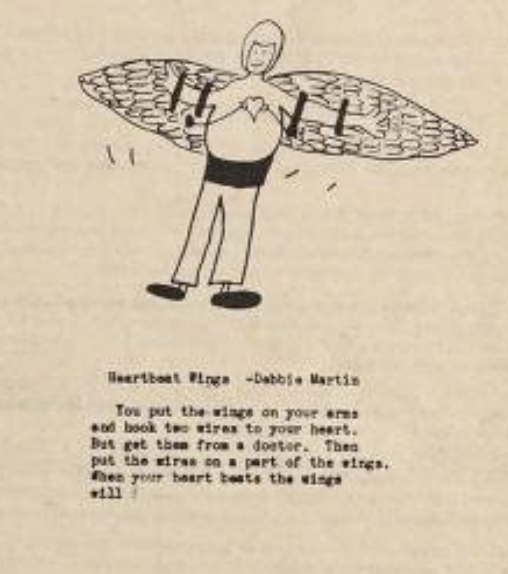 Heartbeat Wings -Debbie Martin
You put the wings on your arms
and hook two wires to your heart.
But get them from a doctor. Then
put the wires on a part of the wings.
When your heart beats the wings
will